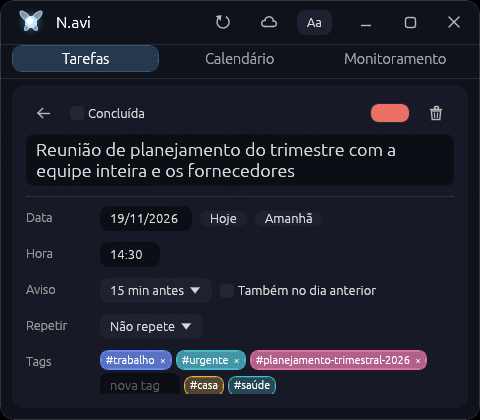 N.avi
Aa
Tarefas Calendário Monitoramento
Concluída
Reunião de planejamento do trimestre com a
equipe inteira e os fornecedores
Data 19/11/2026 Hoje Amanhã
Hora 14:30
Aviso 15 min antes Também no dia anterior
Repetir Não repete
Tags #trabalho × #urgente × #planejamento-trimestral-2026 ×
nova tag #casa #saúde